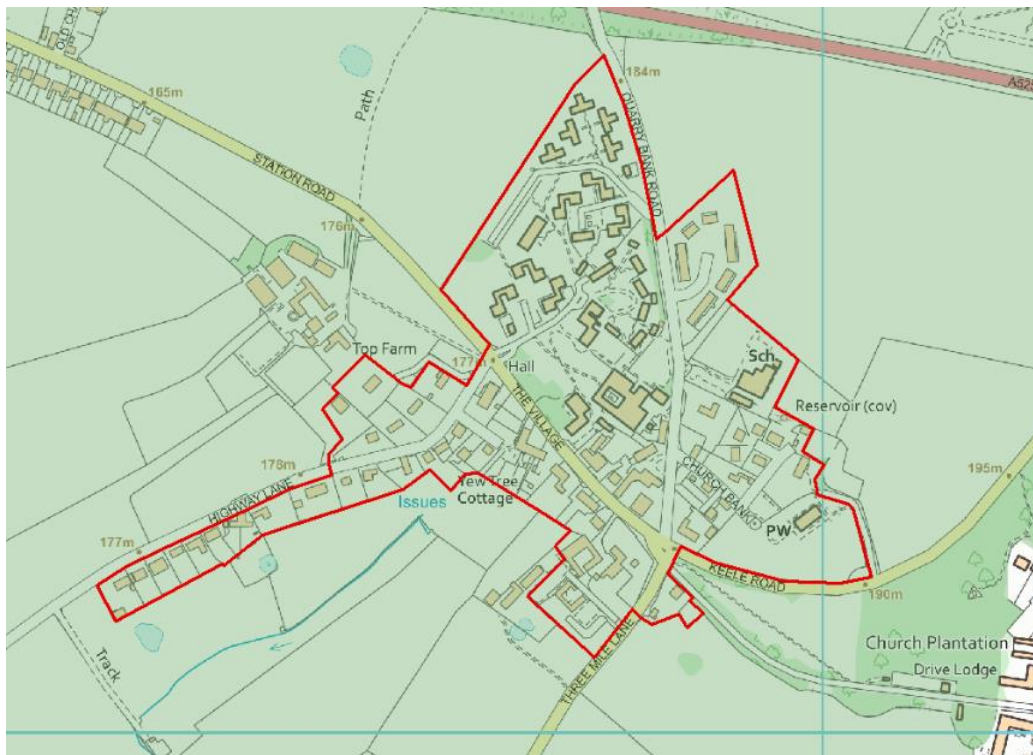 OLD CH
165m
Path
184m
A525
STATION ROAD
QUARRY BANK ROAD
176m
Top Farm
177m
Hall
Sch
THE VILLAGE
Reservoir (cov)
178m
HIGHWAY LANE
Yew Tree
Cottage
Issues
CHURCH BANK
195m
177m
PW
KEELE ROAD
190m
Church Plantation
Drive Lodge
THREE MILE LANE
Track